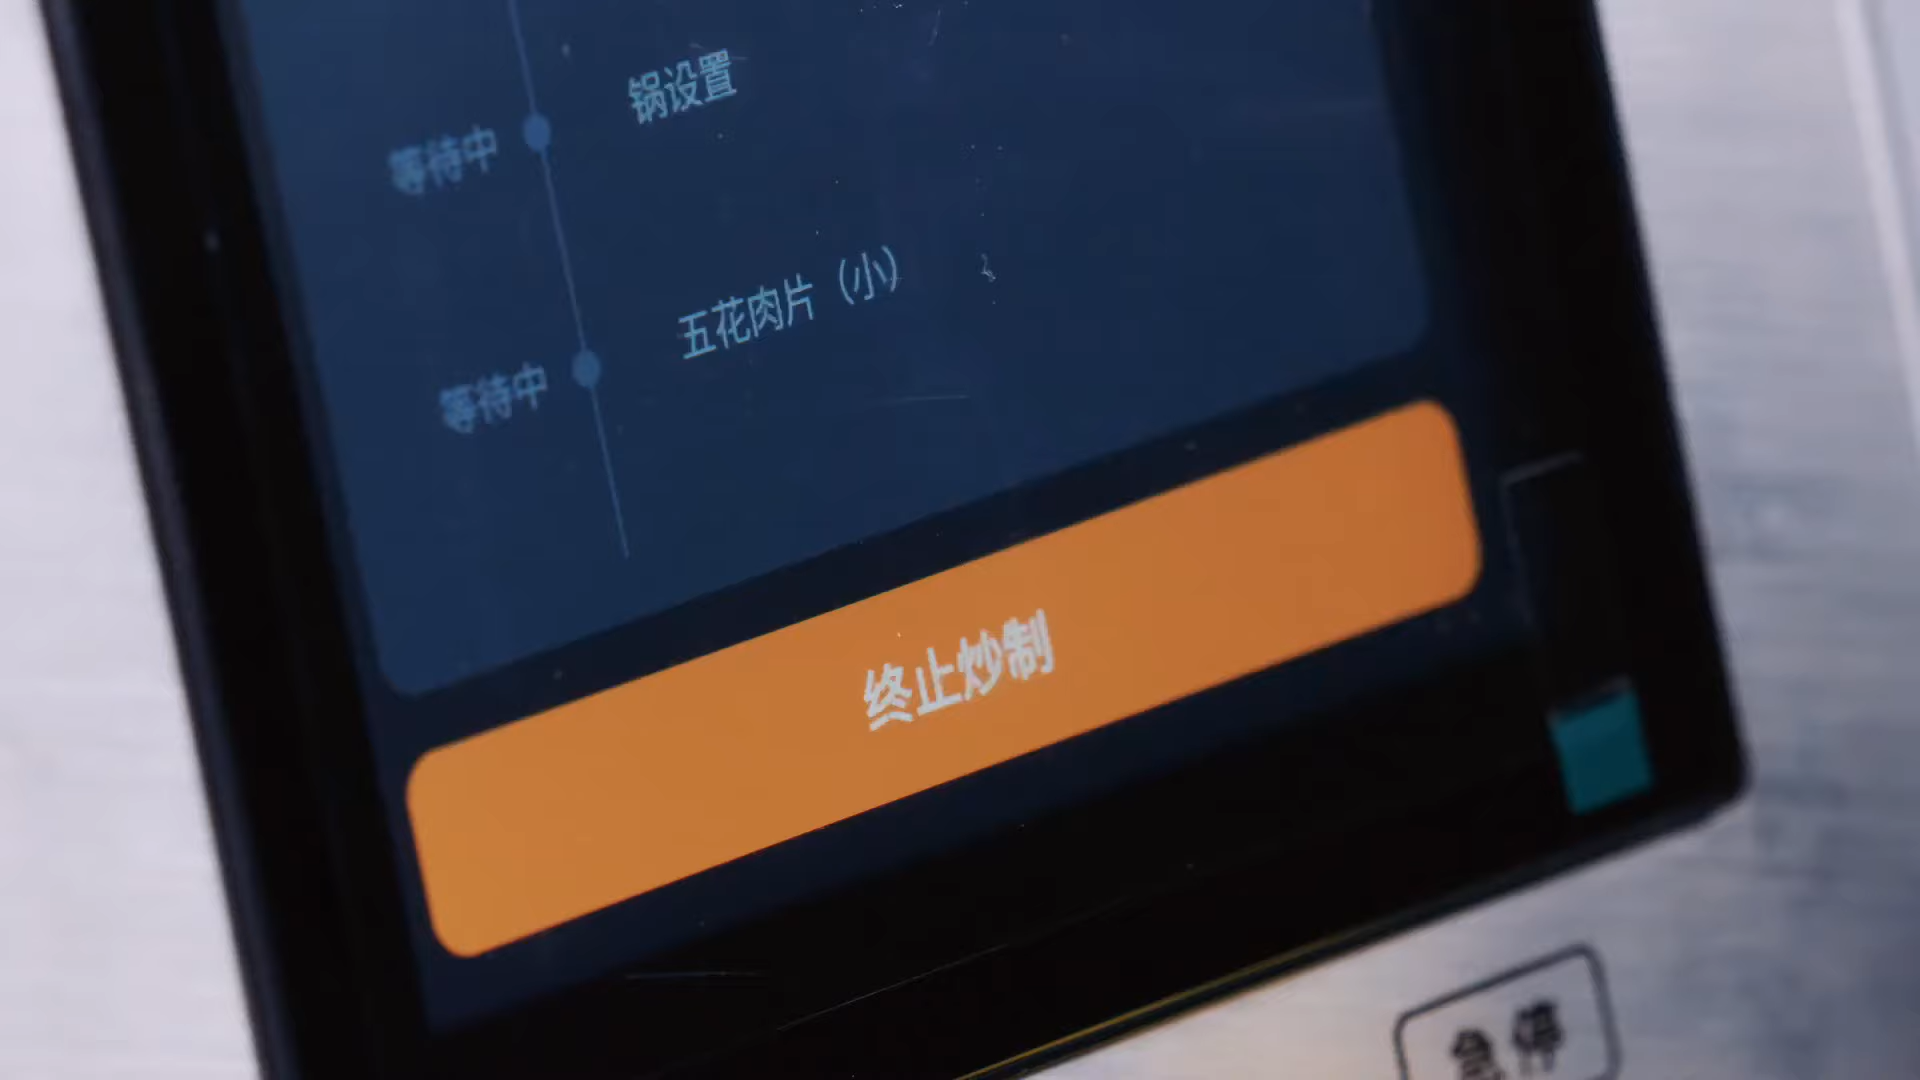 锅设置
等待中
五花肉片（小）
等待中
终止炒制
急停